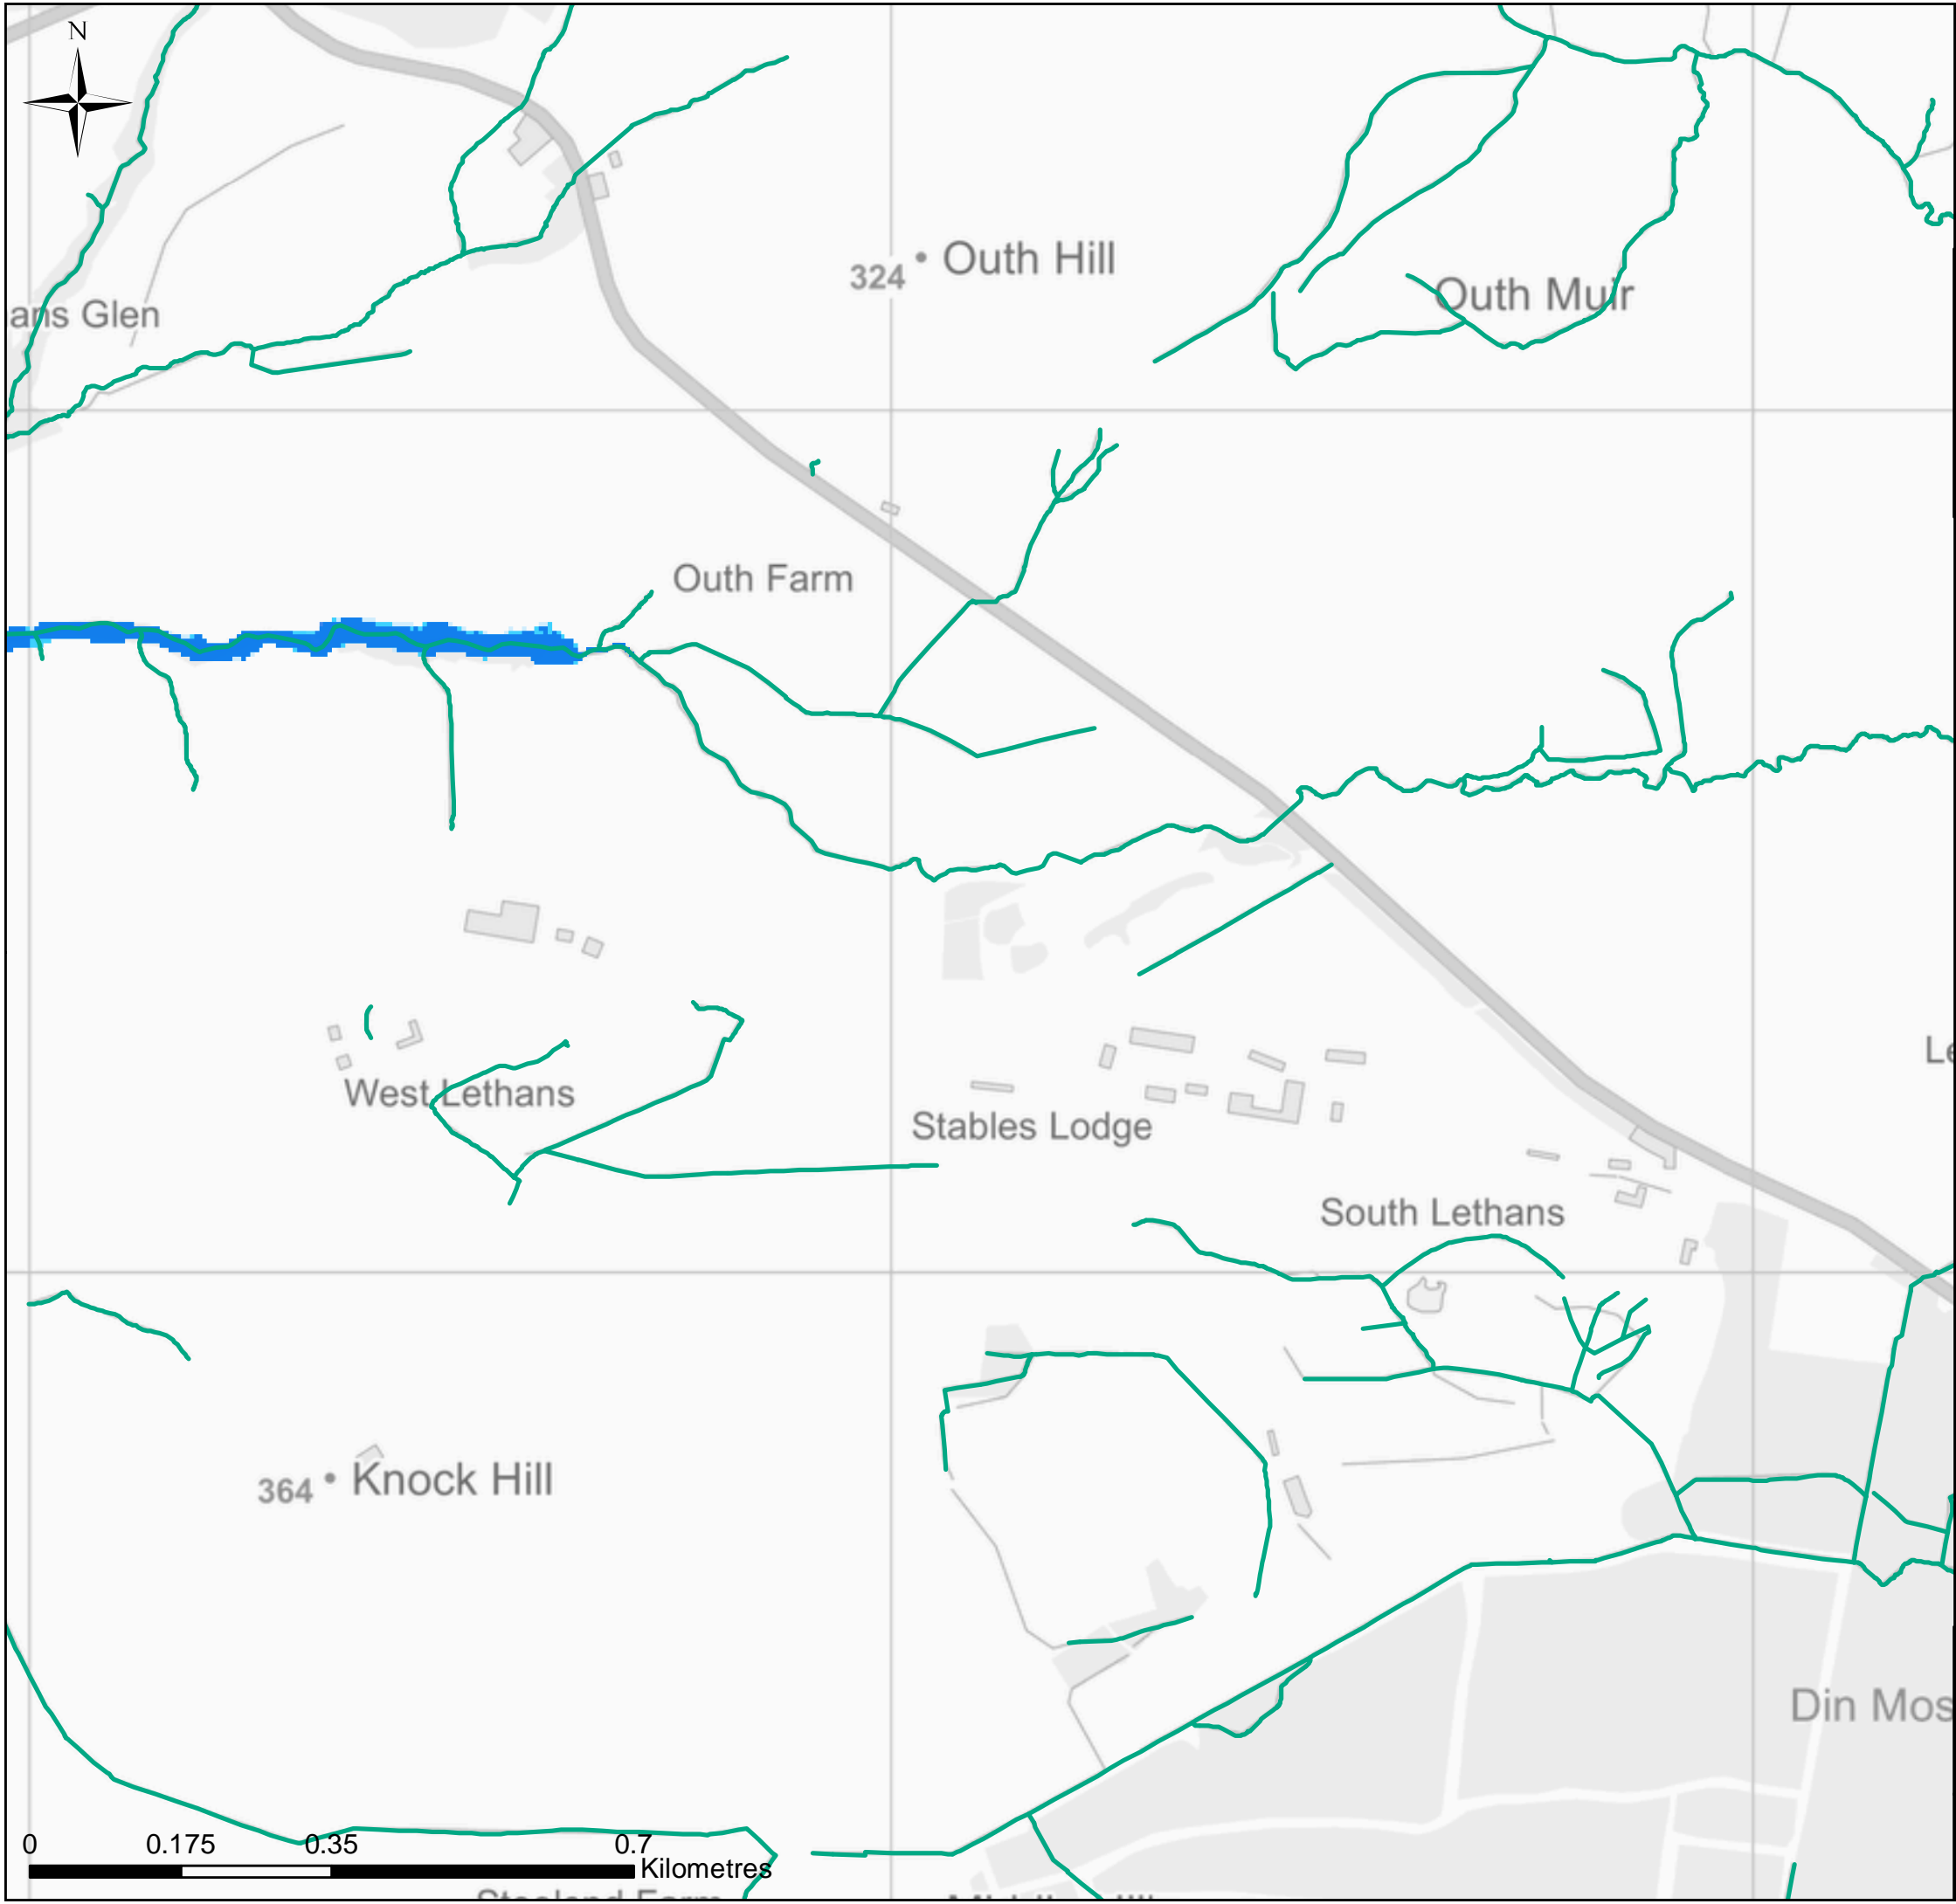 N
324 • Outh Hill
Outh Muir
ans Glen
Outh Farm
Le
West Lethans
Stables Lodge
South Lethans
364 • Knock Hill
Din Mos
0 0.175 0.35 0.7
Kilometres